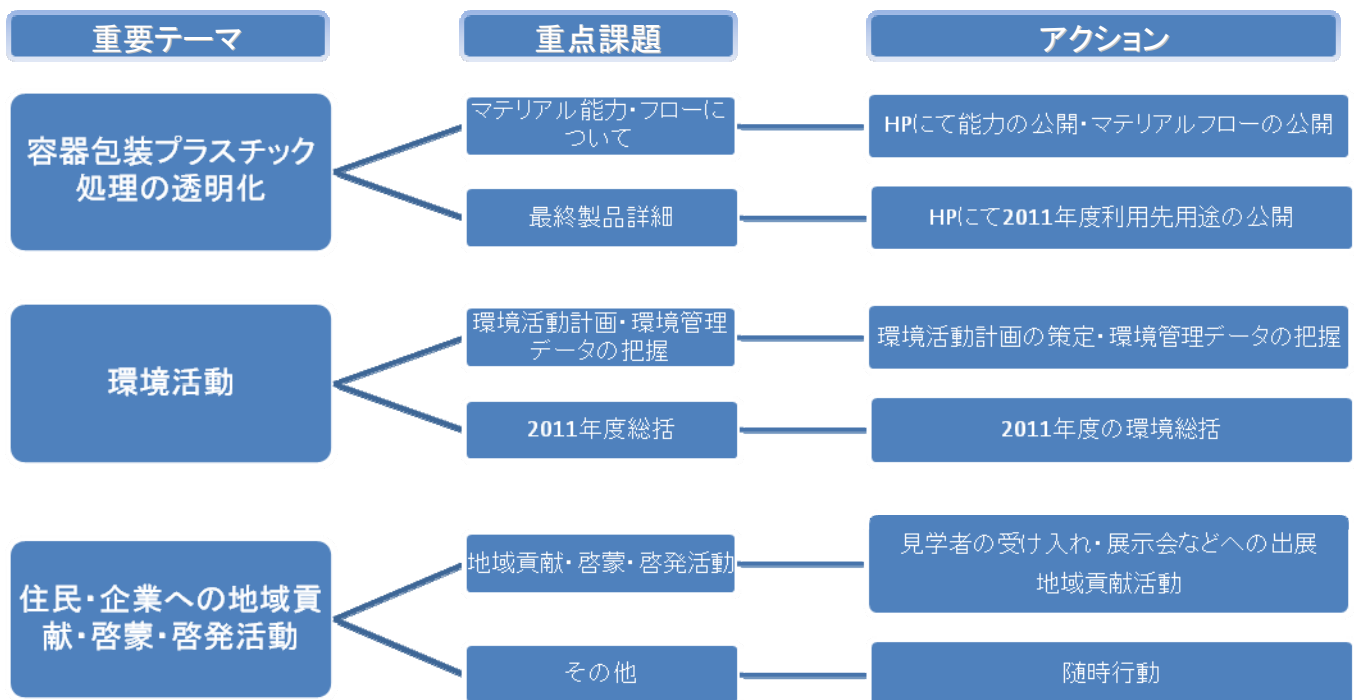 重要テーマ
重点課題
アクション
容器包装プラスチック
処理の透明化
マテリアル能力・フローに
ついて
HPにて能力の公開・マテリアルフローの公開
最終製品詳細
HPにて2011年度利用先用途の公開
環境活動
環境活動計画・環境管理
データの把握
環境活動計画の策定・環境管理データの把握
2011年度総括
2011年度の環境総括
住民・企業への地域貢
献・啓蒙・啓発活動
地域貢献・啓蒙・啓発活動
見学者の受け入れ・展示会などへの出展
地域貢献活動
その他
随時行動